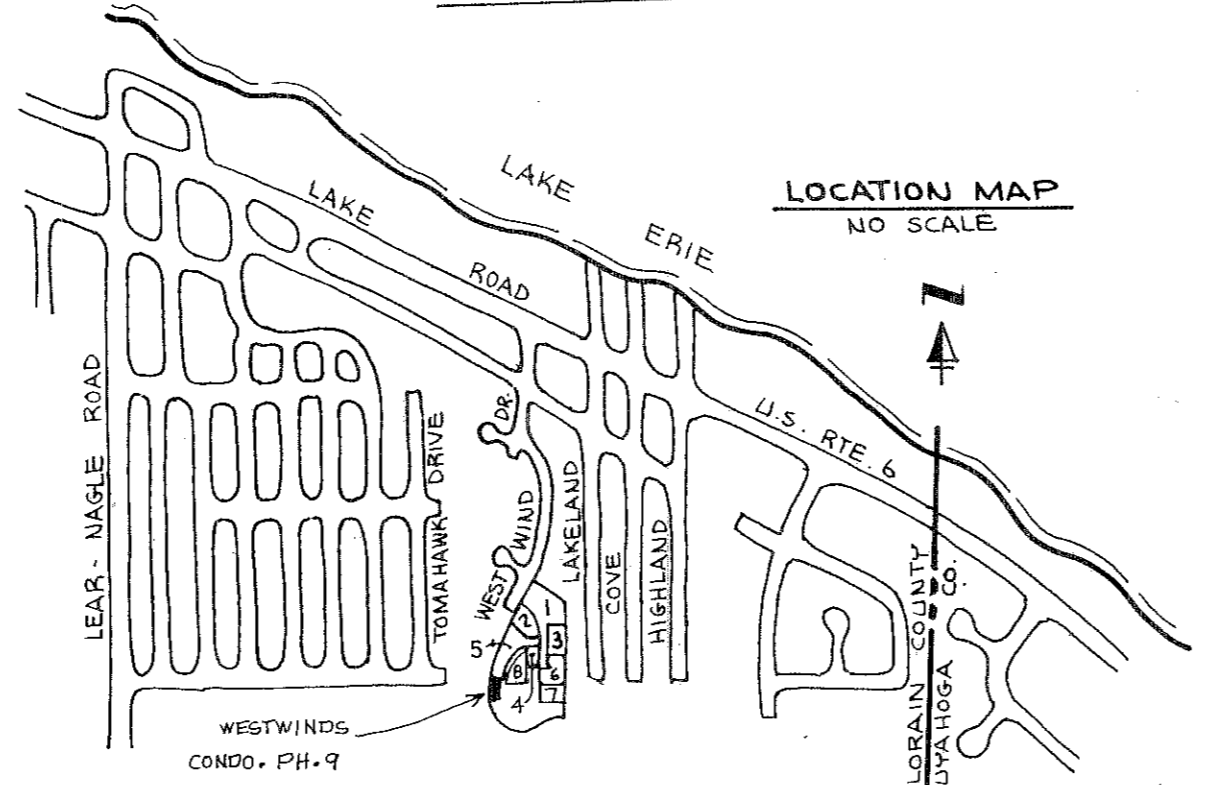 LAKE
ERIE
LOCATION MAP
NO SCALE
N
LAKE
ROAD
U.S. RTE. 6
LEAR-NAGLE ROAD
TOMAHAWK DRIVE
WEST WIND DR.
LAKELAND
COVE
HIGHLAND
LORAIN COUNTY
UYAHOGA CO.
1
2
3
5
8
6
4
7
WESTWINDS
CONDO. PH.9